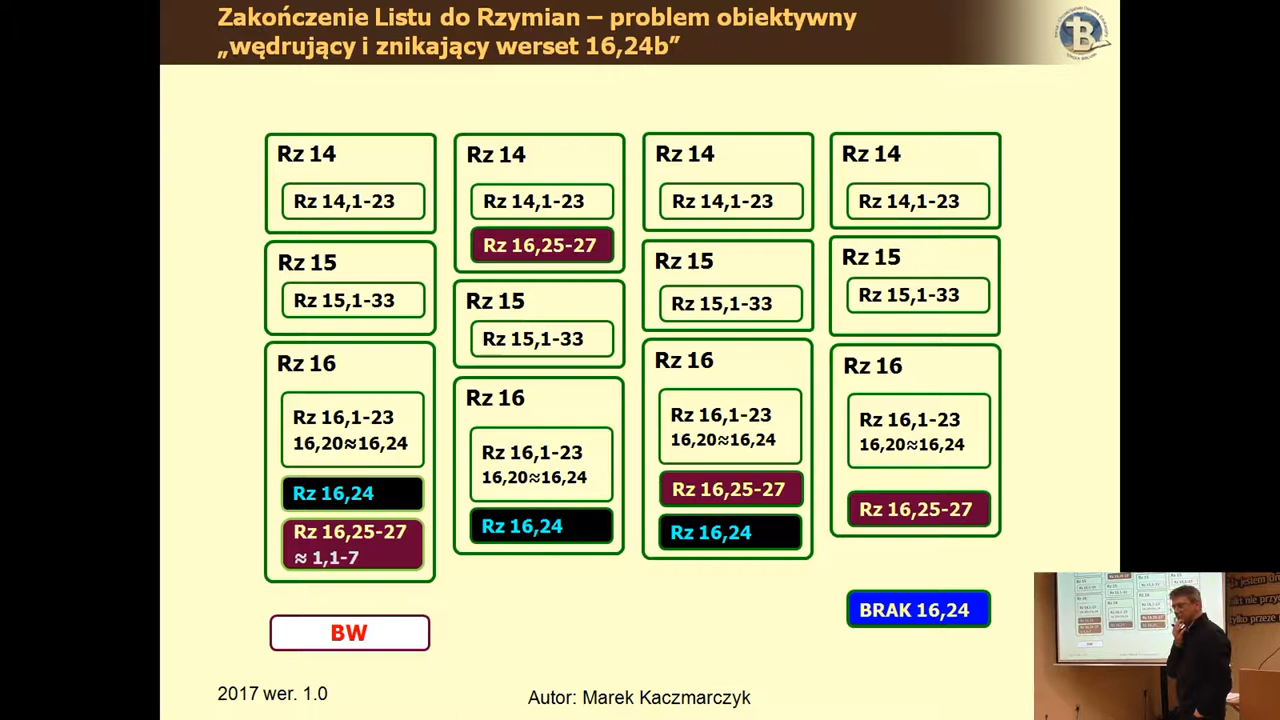 Zakończenie Listu do Rzymian – problem obiektywny
„wędrujący i znikający werset 16,24b”
Rz 14
Rz 14,1-23
Rz 15
Rz 15,1-33
Rz 16
Rz 16,1-23
16,20≈16,24
Rz 16,24
Rz 16,25-27
≈ 1,1-7
BW
Rz 14
Rz 14,1-23
Rz 16,25-27
Rz 15
Rz 15,1-33
Rz 16
Rz 16,1-23
16,20≈16,24
Rz 16,24
Rz 14
Rz 14,1-23
Rz 15
Rz 15,1-33
Rz 16
Rz 16,1-23
16,20≈16,24
Rz 16,25-27
Rz 16,24
Rz 14
Rz 14,1-23
Rz 15
Rz 15,1-33
Rz 16
Rz 16,1-23
16,20≈16,24
Rz 16,25-27
BRAK 16,24
2017 wer. 1.0
Autor: Marek Kaczmarczyk